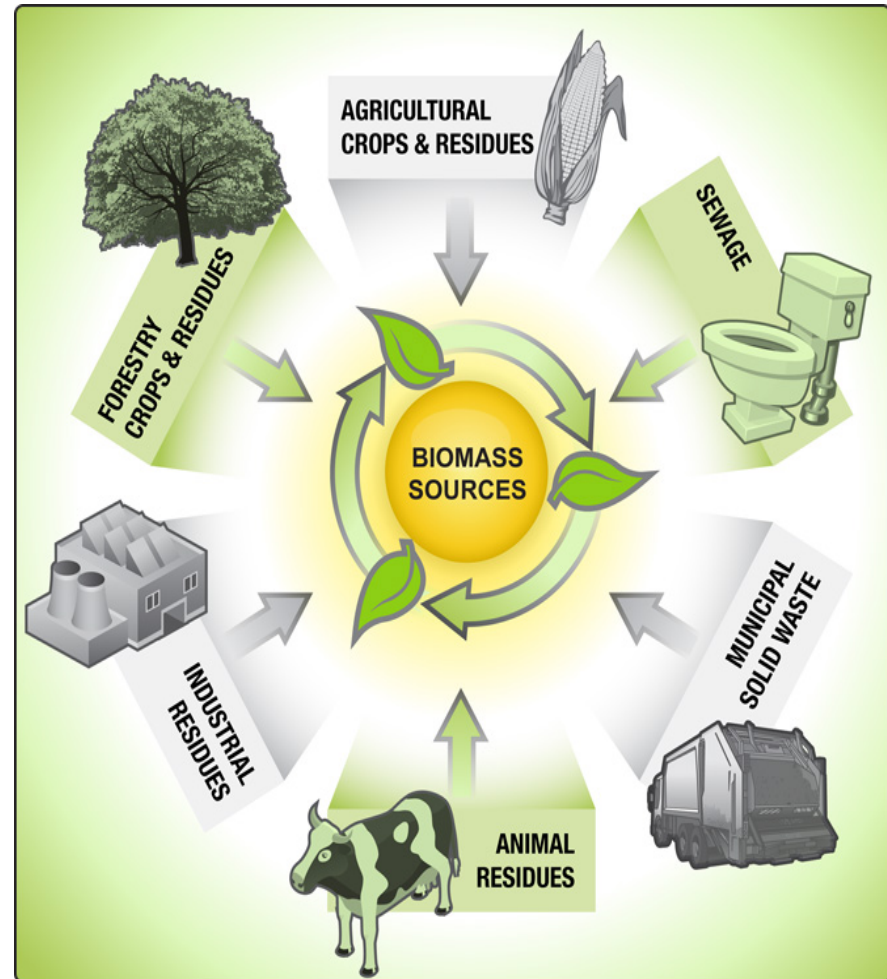 AGRICULTURAL
CROPS & RESIDUES
SEWAGE
MUNICIPAL
SOLID WASTE
ANIMAL
RESIDUES
INDUSTRIAL
RESIDUES
FORESTRY
CROPS & RESIDUES
BIOMASS
SOURCES